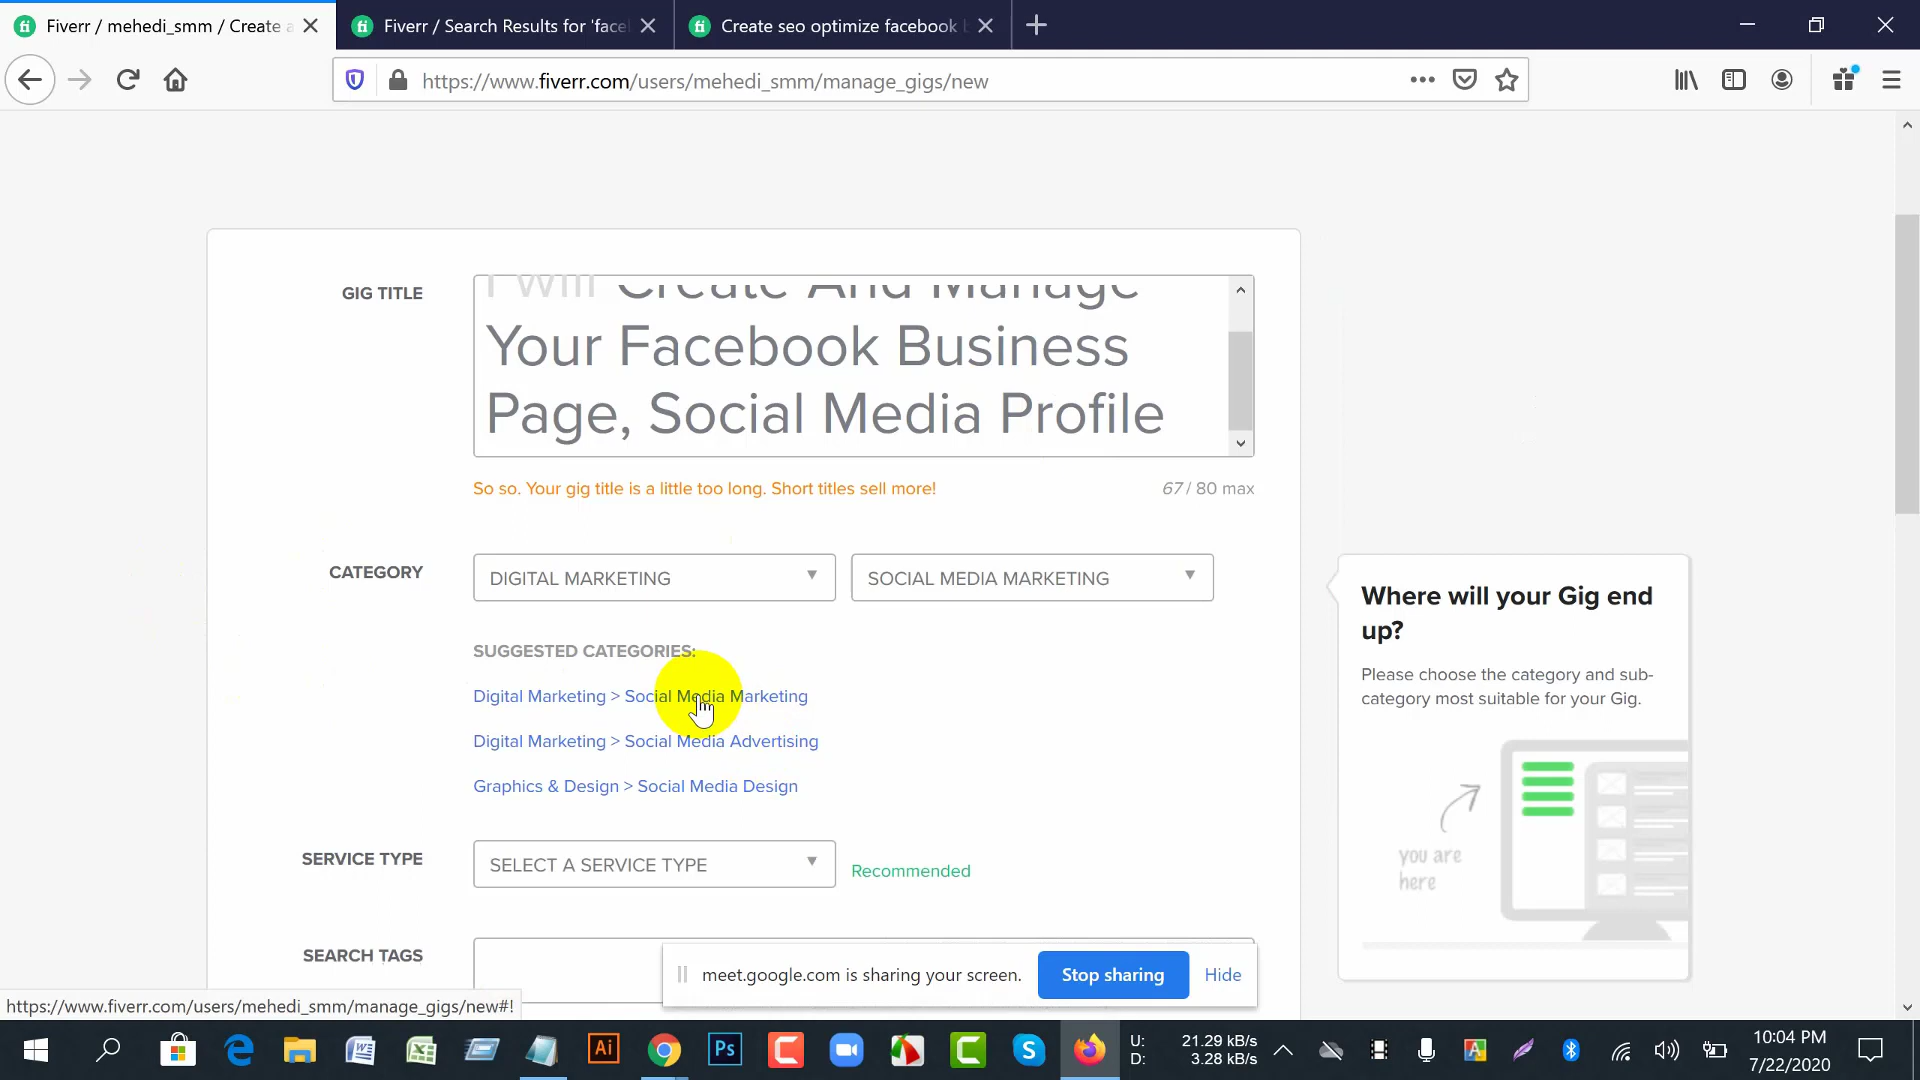 Fiverr / mehedi_smm / Create a
Fiverr / Search Results for 'face
Create seo optimize facebook b
https://www.fiverr.com/users/mehedi_smm/manage_gigs/new
GIG TITLE
I will Create And Manage
Your Facebook Business
Page, Social Media Profile
So so. Your gig title is a little too long. Short titles sell more!
67 / 80 max
CATEGORY
DIGITAL MARKETING
SOCIAL MEDIA MARKETING
SUGGESTED CATEGORIES:
Digital Marketing > Social Media Marketing
Digital Marketing > Social Media Advertising
Graphics & Design > Social Media Design
SERVICE TYPE
SELECT A SERVICE TYPE
Recommended
SEARCH TAGS
Where will your Gig end
up?
Please choose the category and sub-
category most suitable for your Gig.
you are
here
meet.google.com is sharing your screen.
Stop sharing
Hide
https://www.fiverr.com/users/mehedi_smm/manage_gigs/new#!
Ai
Ps
U: 21.29 kB/s
D: 3.28 kB/s
10:04 PM
7/22/2020